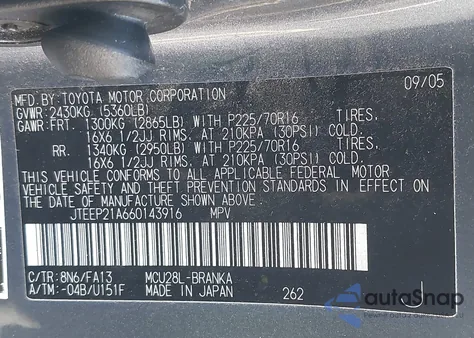 MFD. BY: TOYOTA MOTOR CORPORATION 09/05
GVWR: 2430KG (5360LB)
GAWR: FRT. 1300KG (2865LB) WITH P225/70R16 TIRES,
16X6 1/2JJ RIMS, AT 210KPA (30PSI) COLD.
RR. 1340KG (2950LB) WITH P225/70R16 TIRES,
16X6 1/2JJ RIMS, AT 210KPA (30PSI) COLD.
THIS VEHICLE CONFORMS TO ALL APPLICABLE FEDERAL MOTOR
VEHICLE SAFETY AND THEFT PREVENTION STANDARDS IN EFFECT ON
THE DATE OF MANUFACTURE SHOWN ABOVE.
JTEEP21A660143916 MPV
C/TR: 8N6/FA13 MCU28L-BRANKA
A/TM: -04B/U151F MADE IN JAPAN 262 J
autoSnap